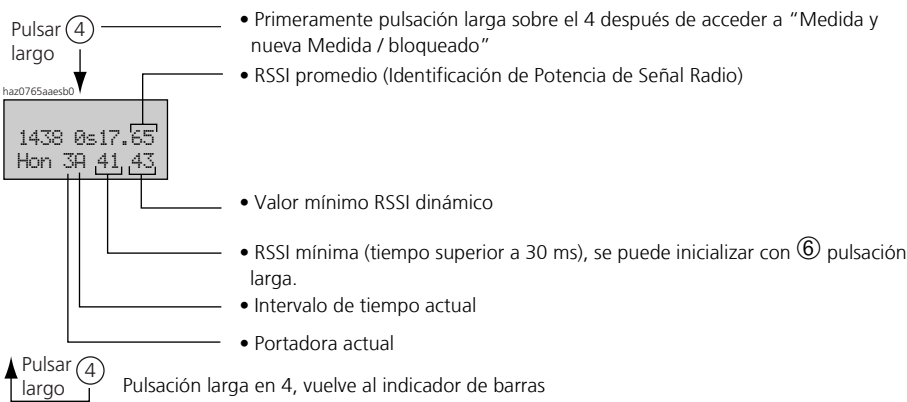 Pulsar ④
largo
• Primeramente pulsación larga sobre el 4 después de acceder a “Medida y
nueva Medida / bloqueado”
• RSSI promedio (Identificación de Potencia de Señal Radio)
haz0765aaesb0
1438 0s17.65
Hon 3A 41 43
• Valor mínimo RSSI dinámico
• RSSI mínima (tiempo superior a 30 ms), se puede inicializar con ⑥ pulsación
larga.
• Intervalo de tiempo actual
• Portadora actual
Pulsar ④
largo
Pulsación larga en 4, vuelve al indicador de barras